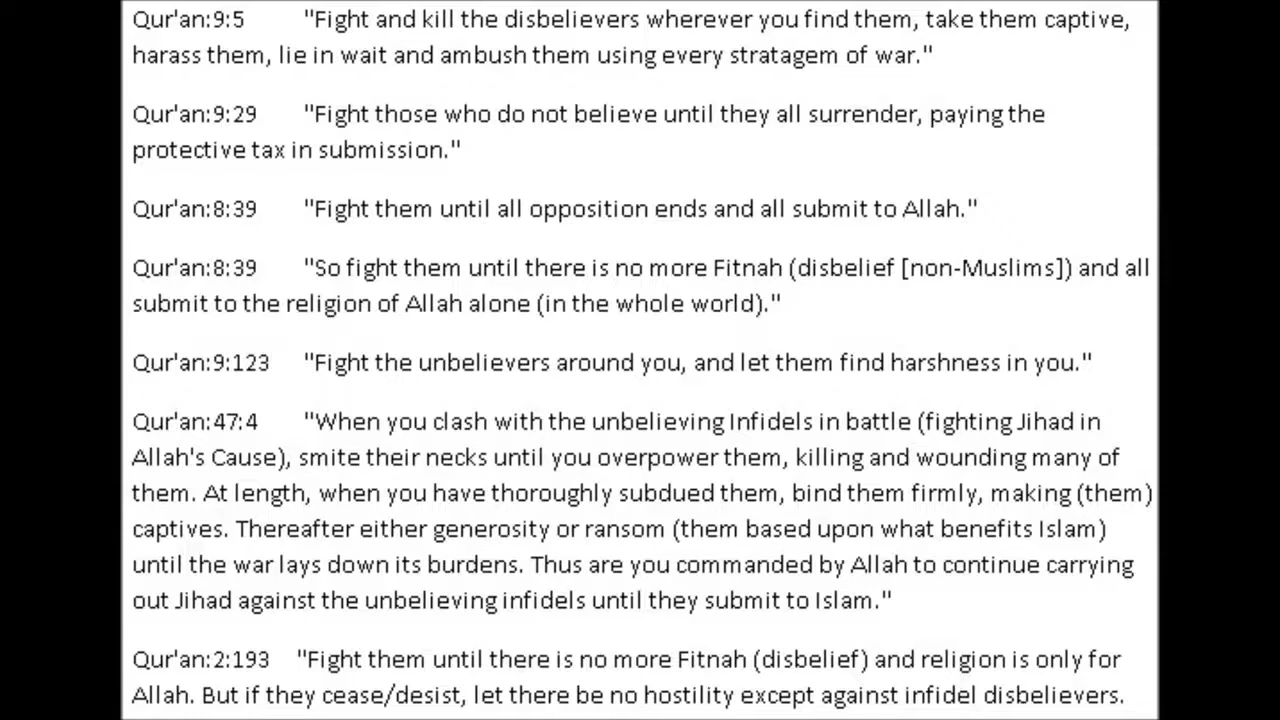 Qur'an:9:5 "Fight and kill the disbelievers wherever you find them, take them captive,
harass them, lie in wait and ambush them using every stratagem of war."
Qur'an:9:29 "Fight those who do not believe until they all surrender, paying the
protective tax in submission."
Qur'an:8:39 "Fight them until all opposition ends and all submit to Allah."
Qur'an:8:39 "So fight them until there is no more Fitnah (disbelief [non-Muslims]) and all
submit to the religion of Allah alone (in the whole world)."
Qur'an:9:123 "Fight the unbelievers around you, and let them find harshness in you."
Qur'an:47:4 "When you clash with the unbelieving Infidels in battle (fighting Jihad in
Allah's Cause), smite their necks until you overpower them, killing and wounding many of
them. At length, when you have thoroughly subdued them, bind them firmly, making (them)
captives. Thereafter either generosity or ransom (them based upon what benefits Islam)
until the war lays down its burdens. Thus are you commanded by Allah to continue carrying
out Jihad against the unbelieving infidels until they submit to Islam."
Qur'an:2:193 "Fight them until there is no more Fitnah (disbelief) and religion is only for
Allah. But if they cease/desist, let there be no hostility except against infidel disbelievers.